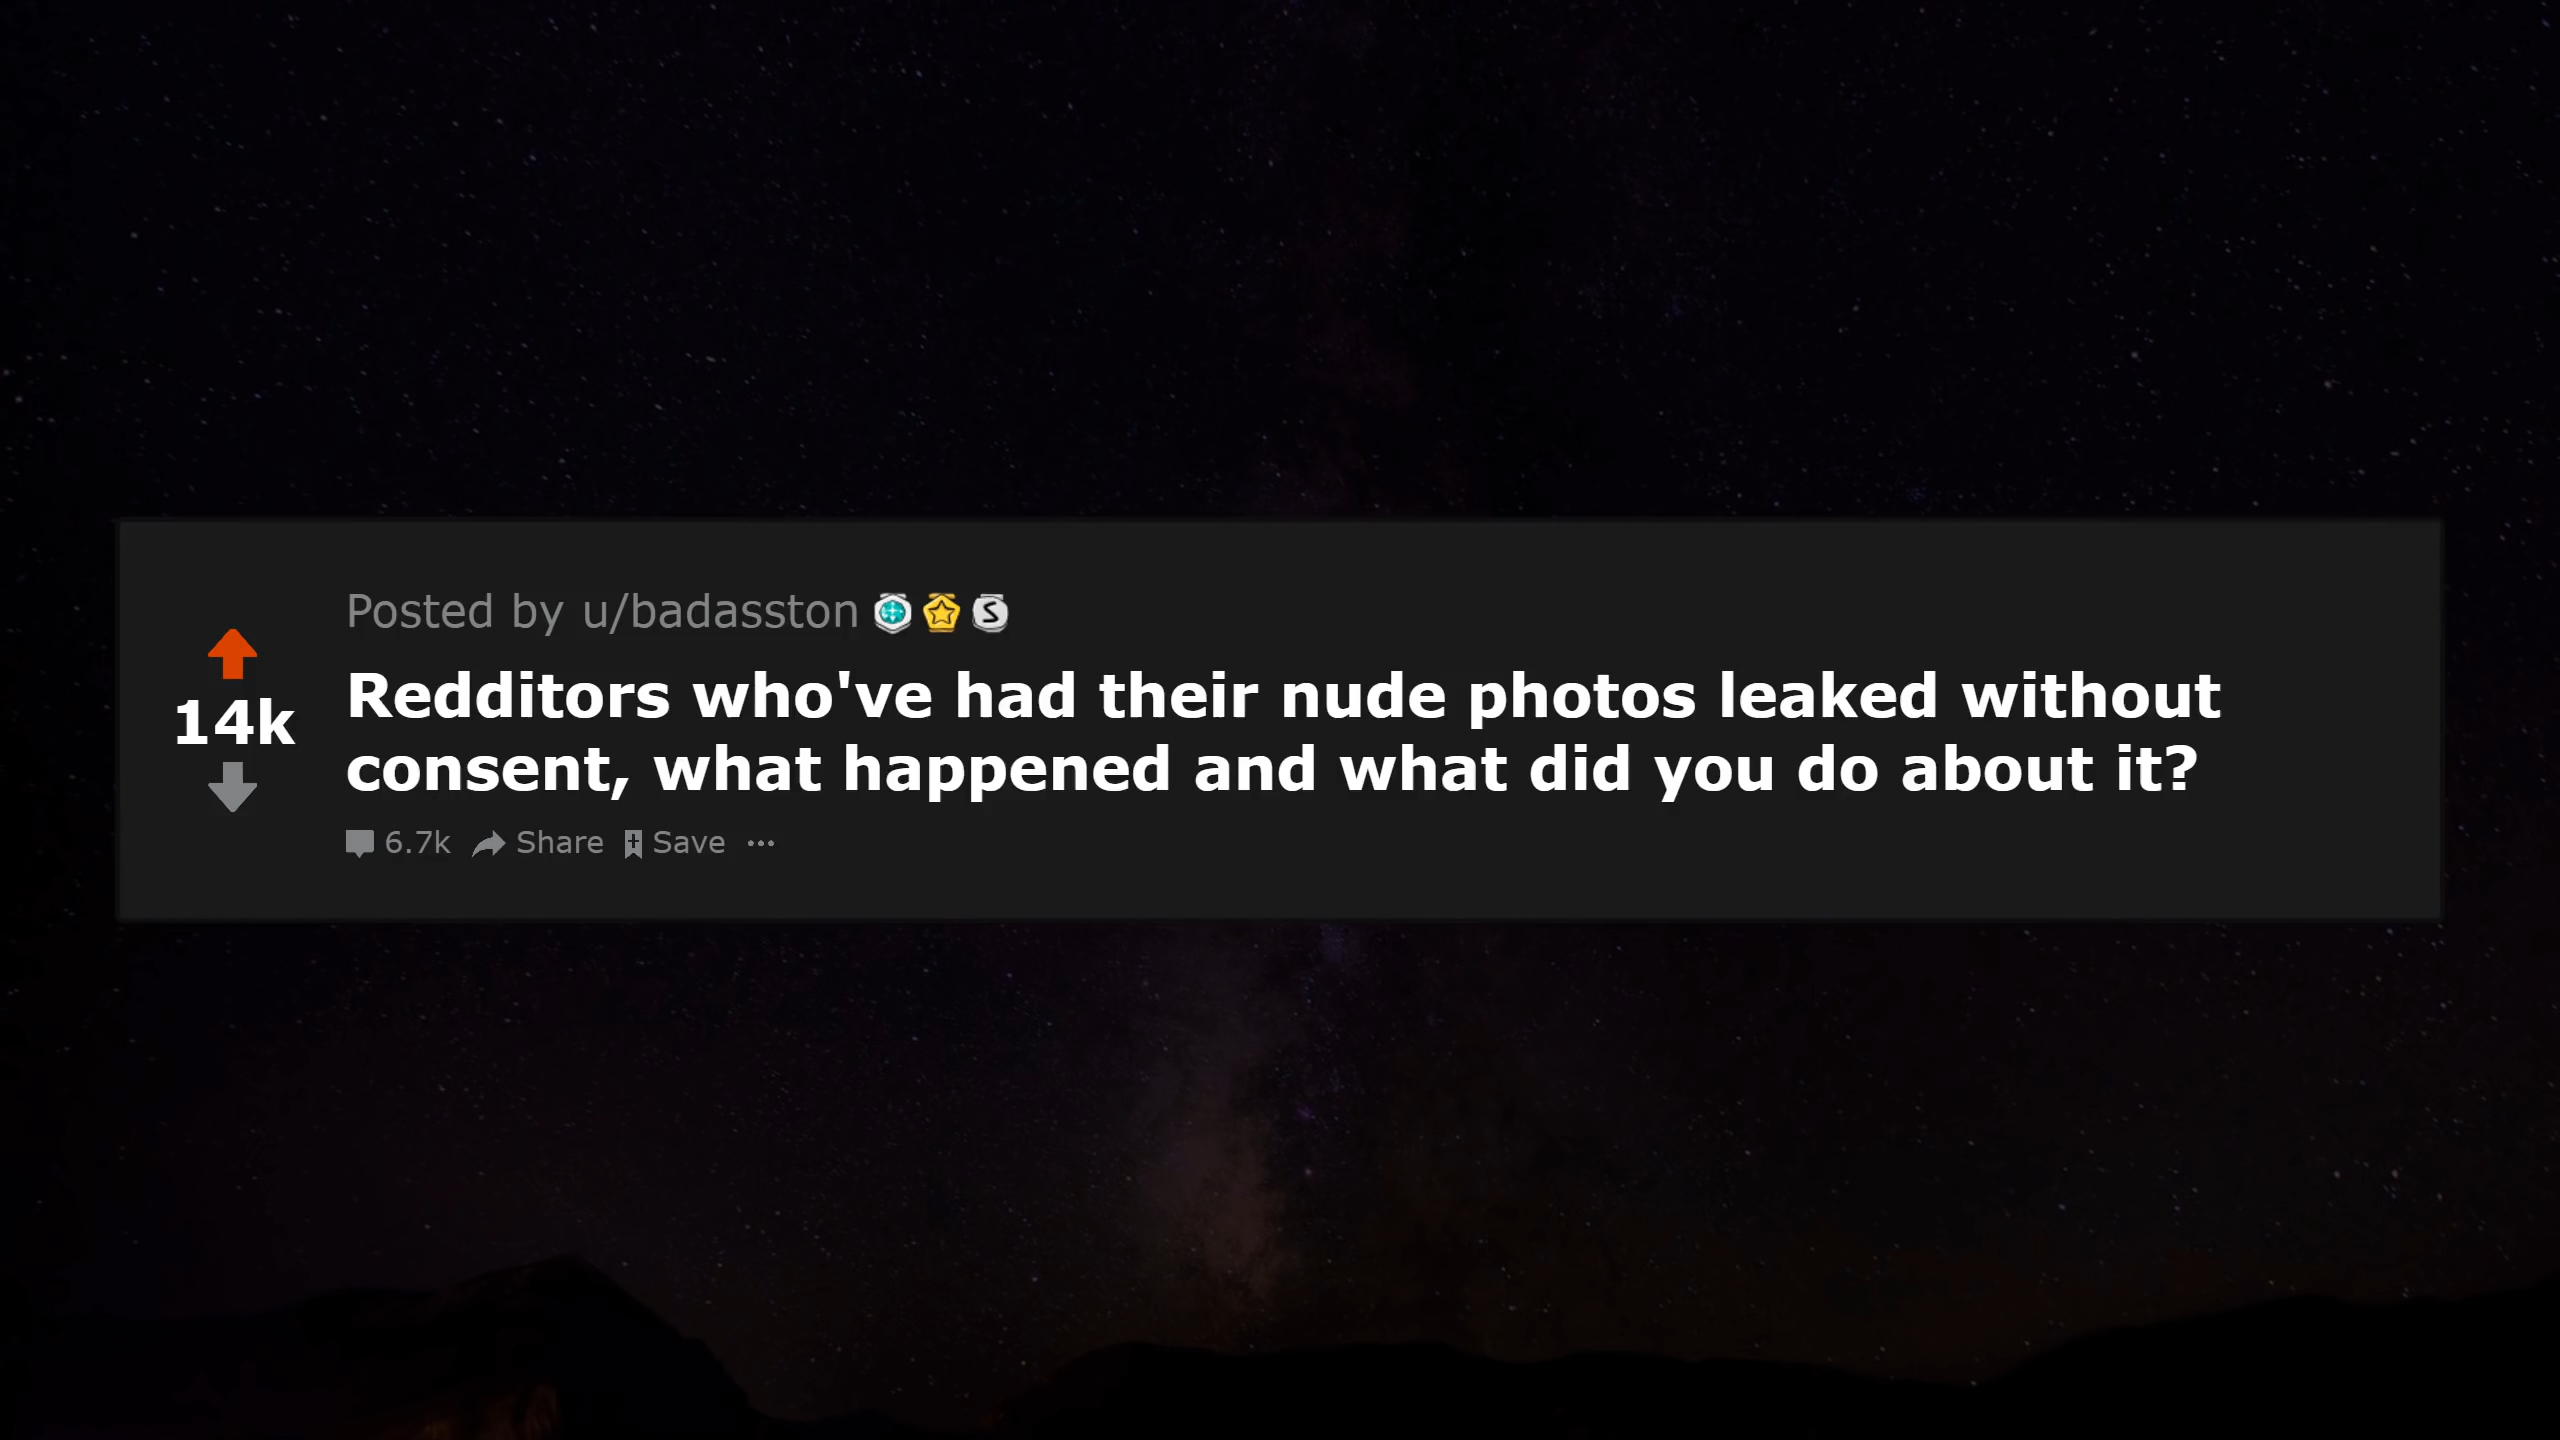 Posted by u/badasston
14k
Redditors who've had their nude photos leaked without
consent, what happened and what did you do about it?
6.7k Share Save ···